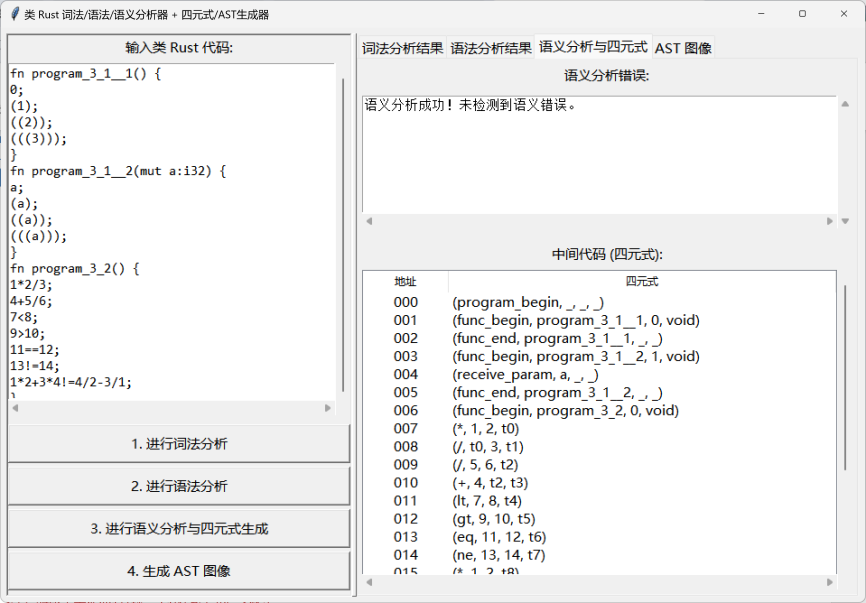 类 Rust 词法/语法/语义分析器 + 四元式/AST生成器
输入类 Rust 代码:
fn program_3_1__1() {
0;
(1);
((2));
(((3)));
}
fn program_3_1__2(mut a:i32) {
a;
(a);
((a));
(((a)));
}
fn program_3_2() {
1*2/3;
4+5/6;
7<8;
9>10;
11==12;
13!=14;
1*2+3*4!=4/2-3/1;
}
1. 进行词法分析
2. 进行语法分析
3. 进行语义分析与四元式生成
4. 生成 AST 图像
词法分析结果 语法分析结果 语义分析与四元式 AST 图像
语义分析错误:
语义分析成功！未检测到语义错误。
中间代码 (四元式):
地址 四元式
000 (program_begin, _, _, _)
001 (func_begin, program_3_1__1, 0, void)
002 (func_end, program_3_1__1, _, _)
003 (func_begin, program_3_1__2, 1, void)
004 (receive_param, a, _, _)
005 (func_end, program_3_1__2, _, _)
006 (func_begin, program_3_2, 0, void)
007 (*, 1, 2, t0)
008 (/, t0, 3, t1)
009 (/, 5, 6, t2)
010 (+, 4, t2, t3)
011 (lt, 7, 8, t4)
012 (gt, 9, 10, t5)
013 (eq, 11, 12, t6)
014 (ne, 13, 14, t7)
015 (*, 1, 2, t8)